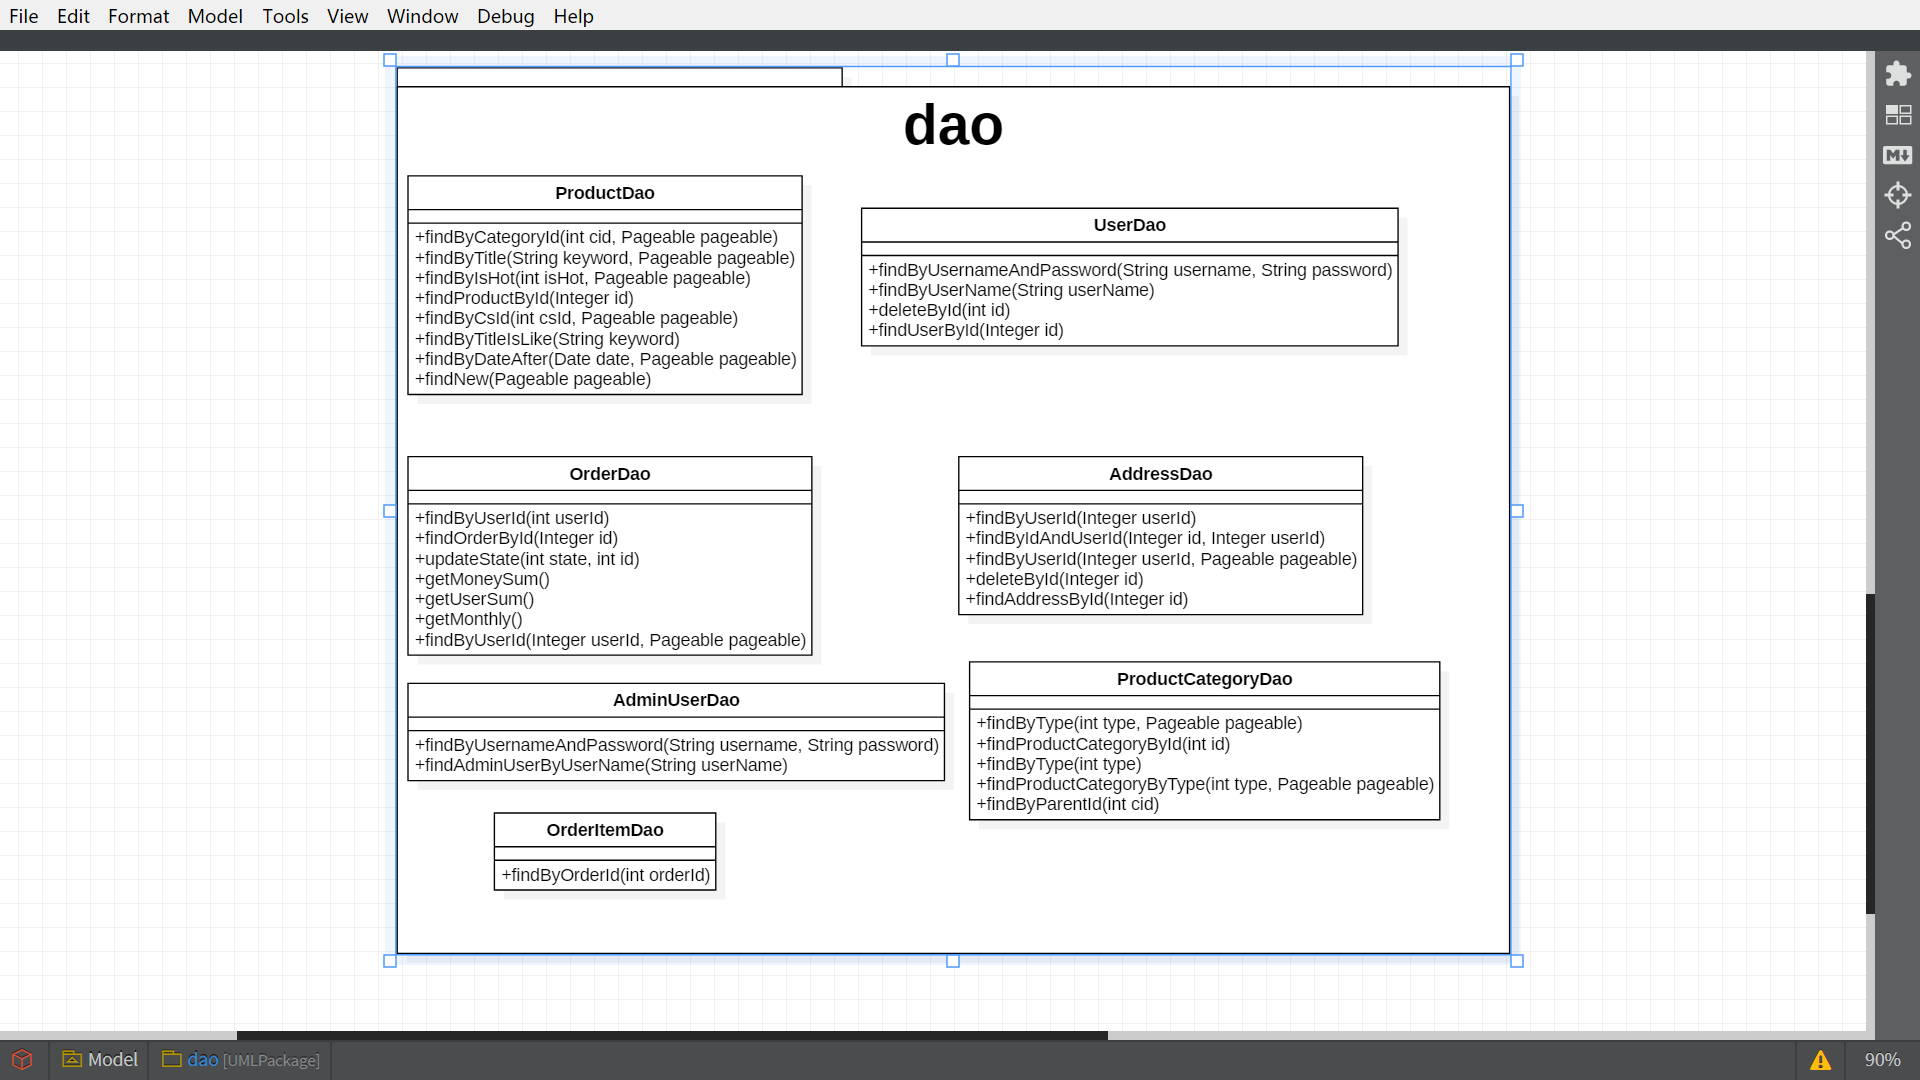 File Edit Format Model Tools View Window Debug Help
dao
ProductDao
+findByCategoryId(int cid, Pageable pageable)
+findByTitle(String keyword, Pageable pageable)
+findByIsHot(int isHot, Pageable pageable)
+findProductById(Integer id)
+findByCsId(int csId, Pageable pageable)
+findByTitleIsLike(String keyword)
+findByDateAfter(Date date, Pageable pageable)
+findNew(Pageable pageable)
UserDao
+findByUsernameAndPassword(String username, String password)
+findByUserName(String userName)
+deleteById(int id)
+findUserById(Integer id)
OrderDao
+findByUserId(int userId)
+findOrderById(Integer id)
+updateState(int state, int id)
+getMoneySum()
+getUserSum()
+getMonthly()
+findByUserId(Integer userId, Pageable pageable)
AddressDao
+findByUserId(Integer userId)
+findByIdAndUserId(Integer id, Integer userId)
+findByUserId(Integer userId, Pageable pageable)
+deleteById(Integer id)
+findAddressById(Integer id)
AdminUserDao
+findByUsernameAndPassword(String username, String password)
+findAdminUserByUserName(String userName)
ProductCategoryDao
+findByType(int type, Pageable pageable)
+findProductCategoryById(int id)
+findByType(int type)
+findProductCategoryByType(int type, Pageable pageable)
+findByParentId(int cid)
OrderItemDao
+findByOrderId(int orderId)
Model dao [UMLPackage] 90%